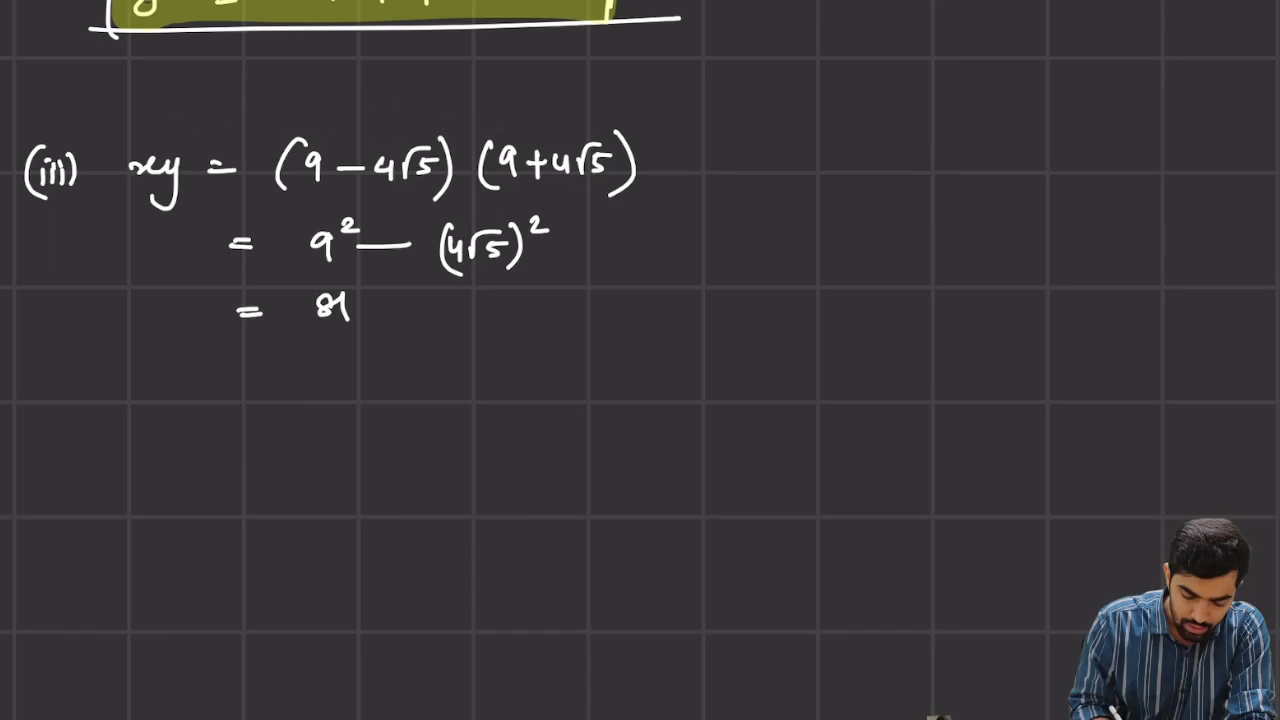 (iii) xy = (9 − 4√5) (9 + 4√5)
= 9² — (4√5)²
= 81